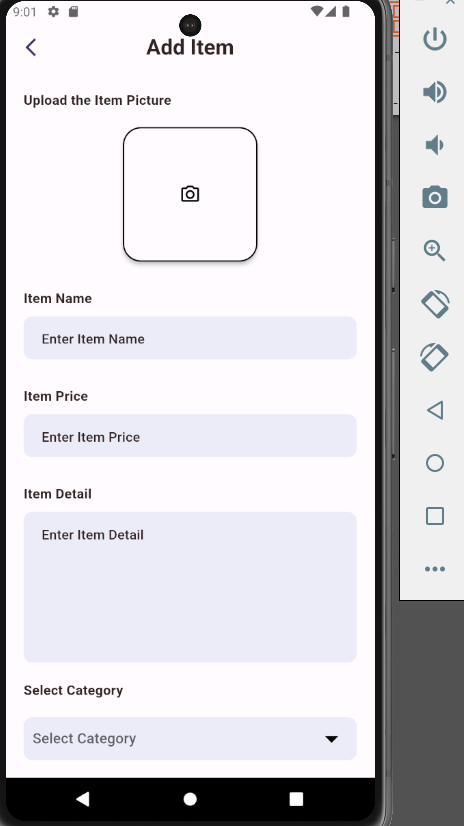 9:01
Add Item
Upload the Item Picture
Item Name
Enter Item Name
Item Price
Enter Item Price
Item Detail
Enter Item Detail
Select Category
Select Category